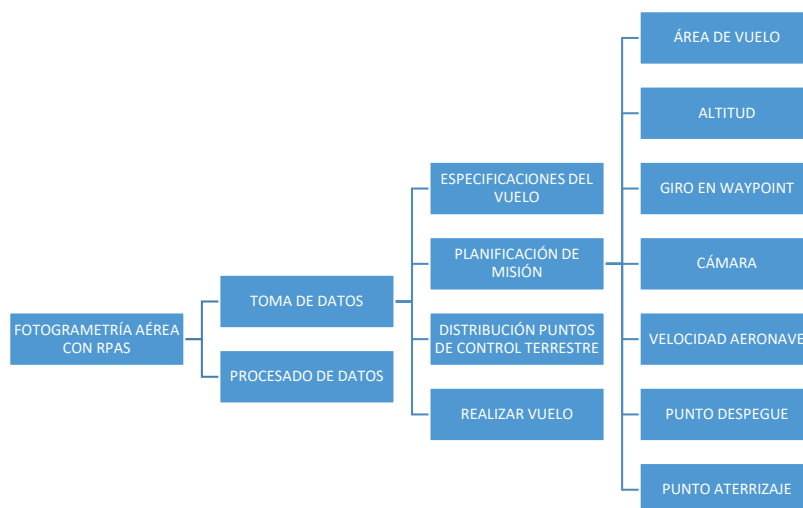 FOTOGRAMETRÍA AÉREA
CON RPAS
TOMA DE DATOS
PROCESADO DE DATOS
ESPECIFICACIONES DEL
VUELO
PLANIFICACIÓN DE
MISIÓN
DISTRIBUCIÓN PUNTOS
DE CONTROL TERRESTRE
REALIZAR VUELO
ÁREA DE VUELO
ALTITUD
GIRO EN WAYPOINT
CÁMARA
VELOCIDAD AERONAVE
PUNTO DESPEGUE
PUNTO ATERRIZAJE